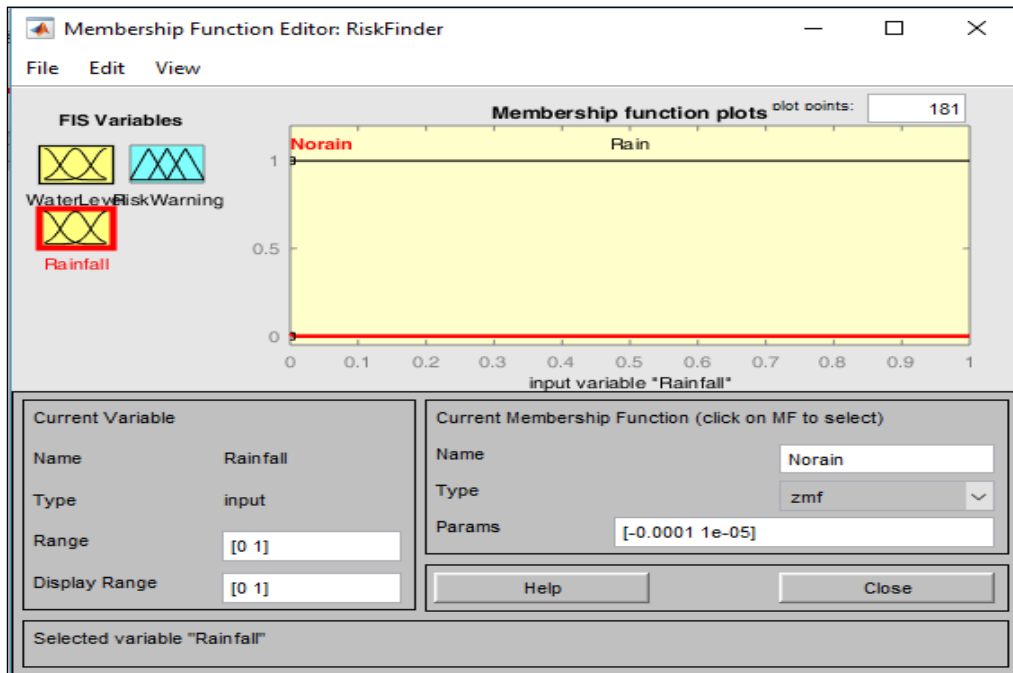 Membership Function Editor: RiskFinder
File Edit View
FIS Variables
WaterLevel RiskWarning
Rainfall
Membership function plots
plot points: 181
Norain Rain
1
0.5
0
0 0.1 0.2 0.3 0.4 0.5 0.6 0.7 0.8 0.9 1
input variable "Rainfall"
Current Variable
Name Rainfall
Type input
Range [0 1]
Display Range [0 1]
Current Membership Function (click on MF to select)
Name Norain
Type zmf
Params [-0.0001 1e-05]
Help Close
Selected variable "Rainfall"